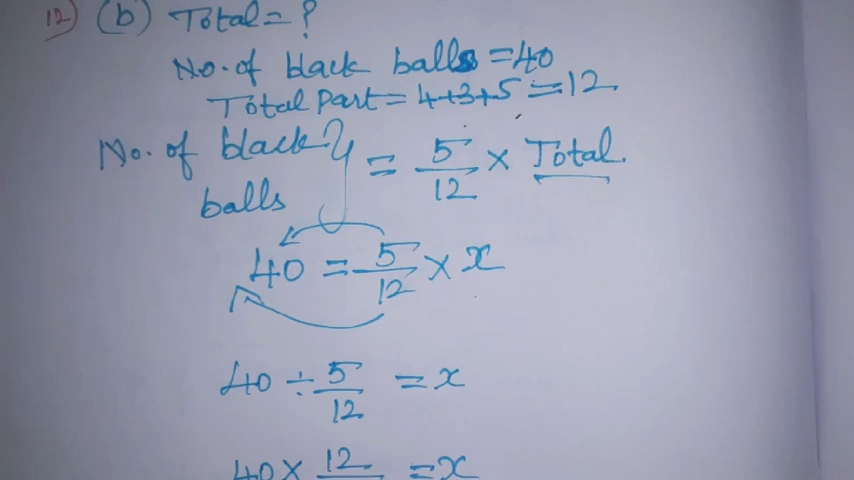 12) (b) Total = ?
No. of black balls = 40
Total Part = 4+3+5 = 12
No. of black balls } = 5/12 × Total.
40 = 5/12 × x
40 ÷ 5/12 = x
40 × 12 = x